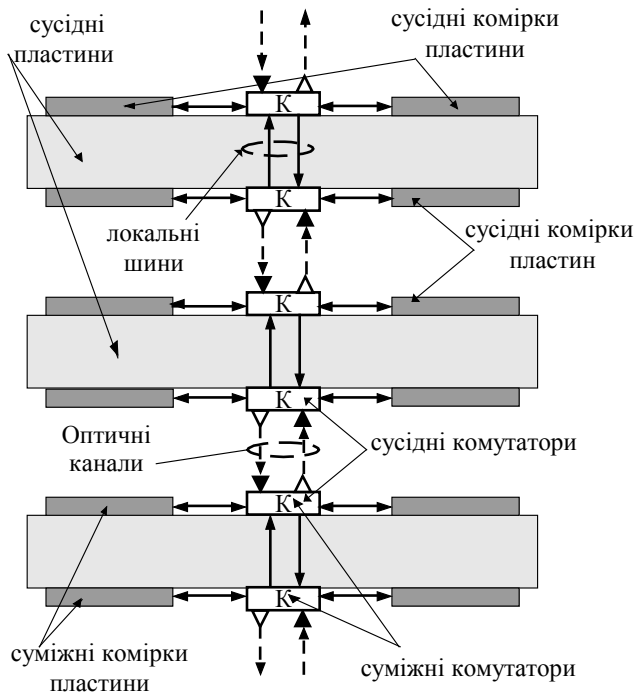 сусідні
пластини
сусідні комірки
пластини
К
К
локальні
шини
сусідні комірки
пластин
К
К
Оптичні
канали
сусідні комутатори
К
К
суміжні комірки
пластини
суміжні комутатори